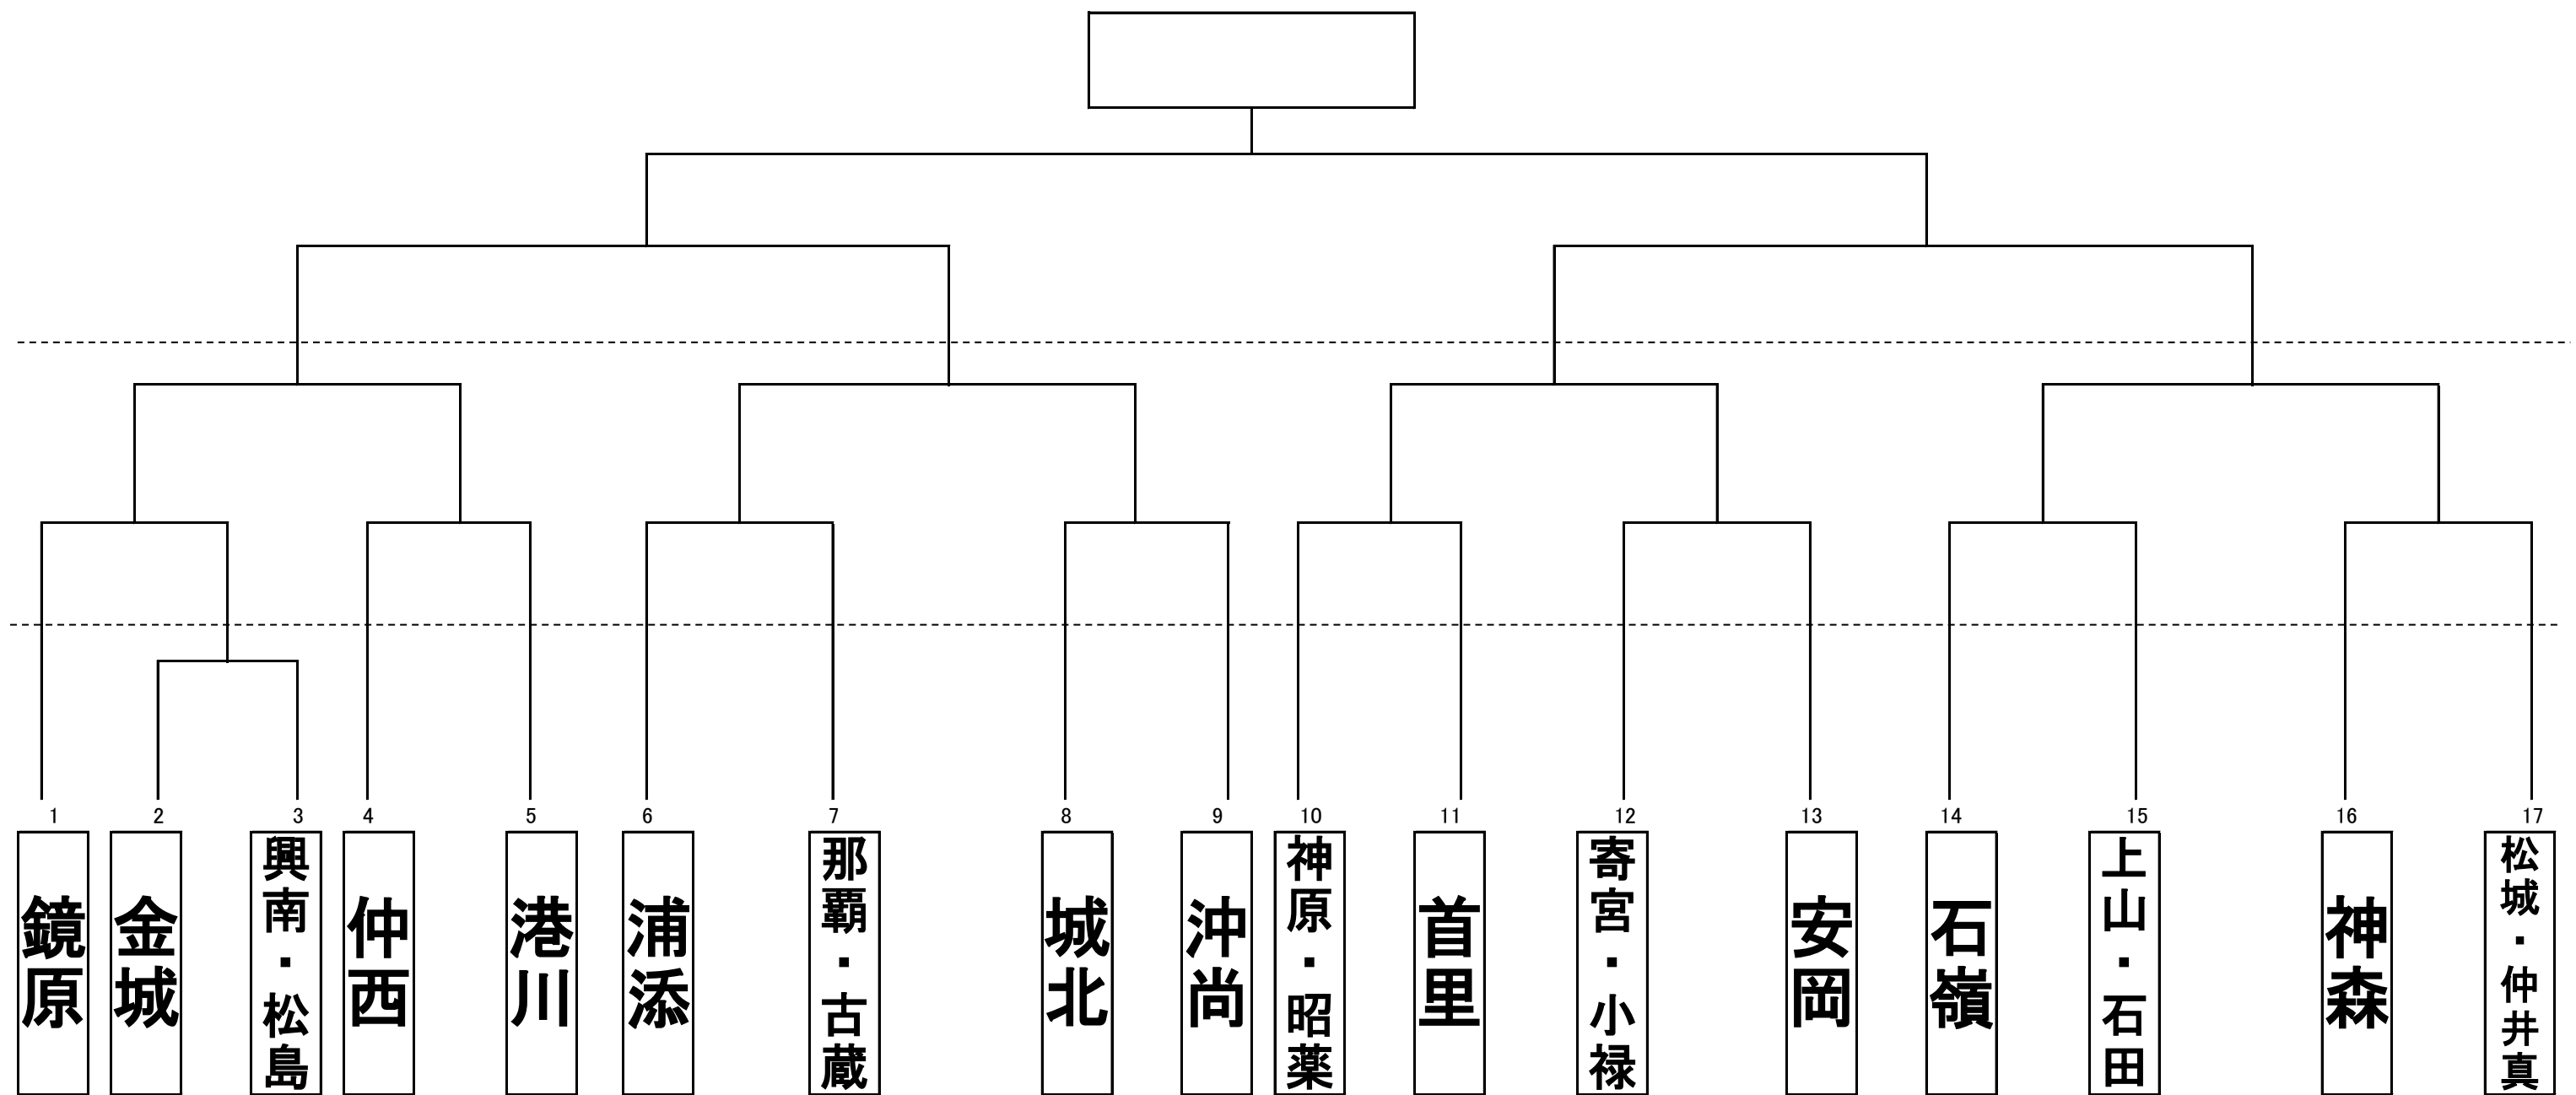 1
2
3
4
5
6
7
8
9
10
11
12
13
14
15
16
17
鏡原
金城
興南・松島
仲西
港川
浦添
那覇・古蔵
城北
沖尚
神原・昭薬
首里
寄宮・小禄
安岡
石嶺
上山・石田
神森
松城・仲井真